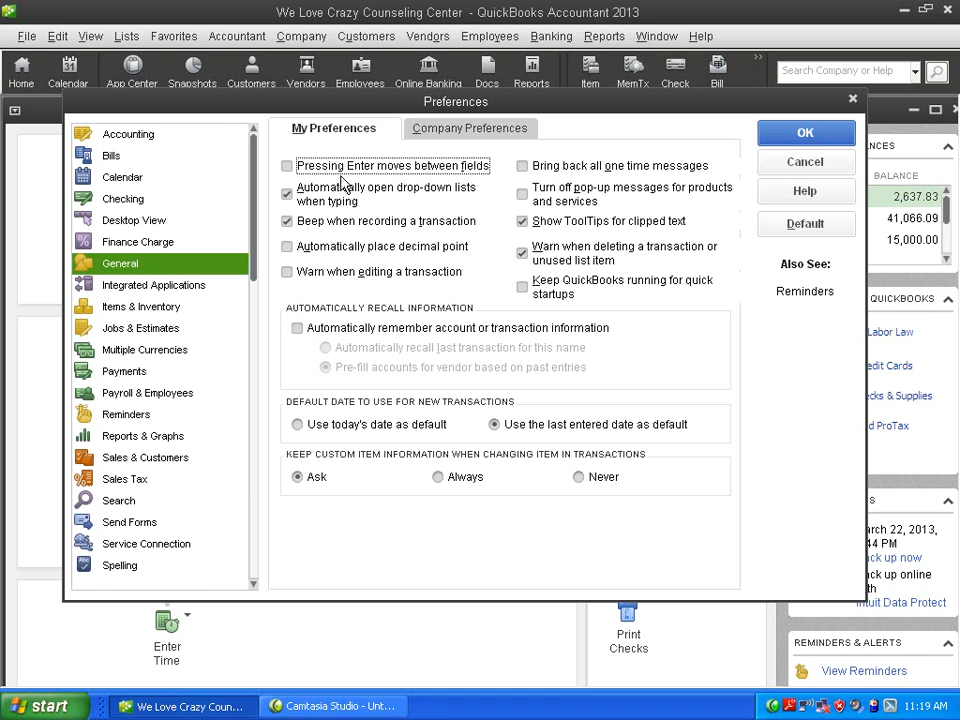 We Love Crazy Counseling Center - QuickBooks Accountant 2013
File Edit View Lists Favorites Accountant Company Customers Vendors Employees Banking Reports Window Help
31
Home Calendar App Center Snapshots Customers Vendors Employees Online Banking Docs Reports Item MemTx Check Bill
Search Company or Help
Preferences
Accounting
Bills
Calendar
Checking
Desktop View
Finance Charge
General
Integrated Applications
Items & Inventory
Jobs & Estimates
Multiple Currencies
Payments
Payroll & Employees
Reminders
Reports & Graphs
Sales & Customers
Sales Tax
Search
Send Forms
Service Connection
Spelling
My Preferences
Company Preferences
Pressing Enter moves between fields
Automatically open drop-down lists
when typing
Beep when recording a transaction
Automatically place decimal point
Warn when editing a transaction
Bring back all one time messages
Turn off pop-up messages for products
and services
Show ToolTips for clipped text
Warn when deleting a transaction or
unused list item
Keep QuickBooks running for quick
startups
AUTOMATICALLY RECALL INFORMATION
Automatically remember account or transaction information
Automatically recall last transaction for this name
Pre-fill accounts for vendor based on past entries
DEFAULT DATE TO USE FOR NEW TRANSACTIONS
Use today's date as default
Use the last entered date as default
KEEP CUSTOM ITEM INFORMATION WHEN CHANGING ITEM IN TRANSACTIONS
Ask
Always
Never
OK
Cancel
Help
Default
Also See:
Reminders
NCES
BALANCE
2,637.83
41,066.09
15,000.00
QUICKBOOKS
Labor Law
edit Cards
cks & Supplies
ed ProTax
S
arch 22, 2013,
44 PM
ck up now
ck up online
th
Intuit Data Protect
REMINDERS & ALERTS
View Reminders
Enter
Time
Print
Checks
start
We Love Crazy Coun...
Camtasia Studio - Unt...
11:19 AM